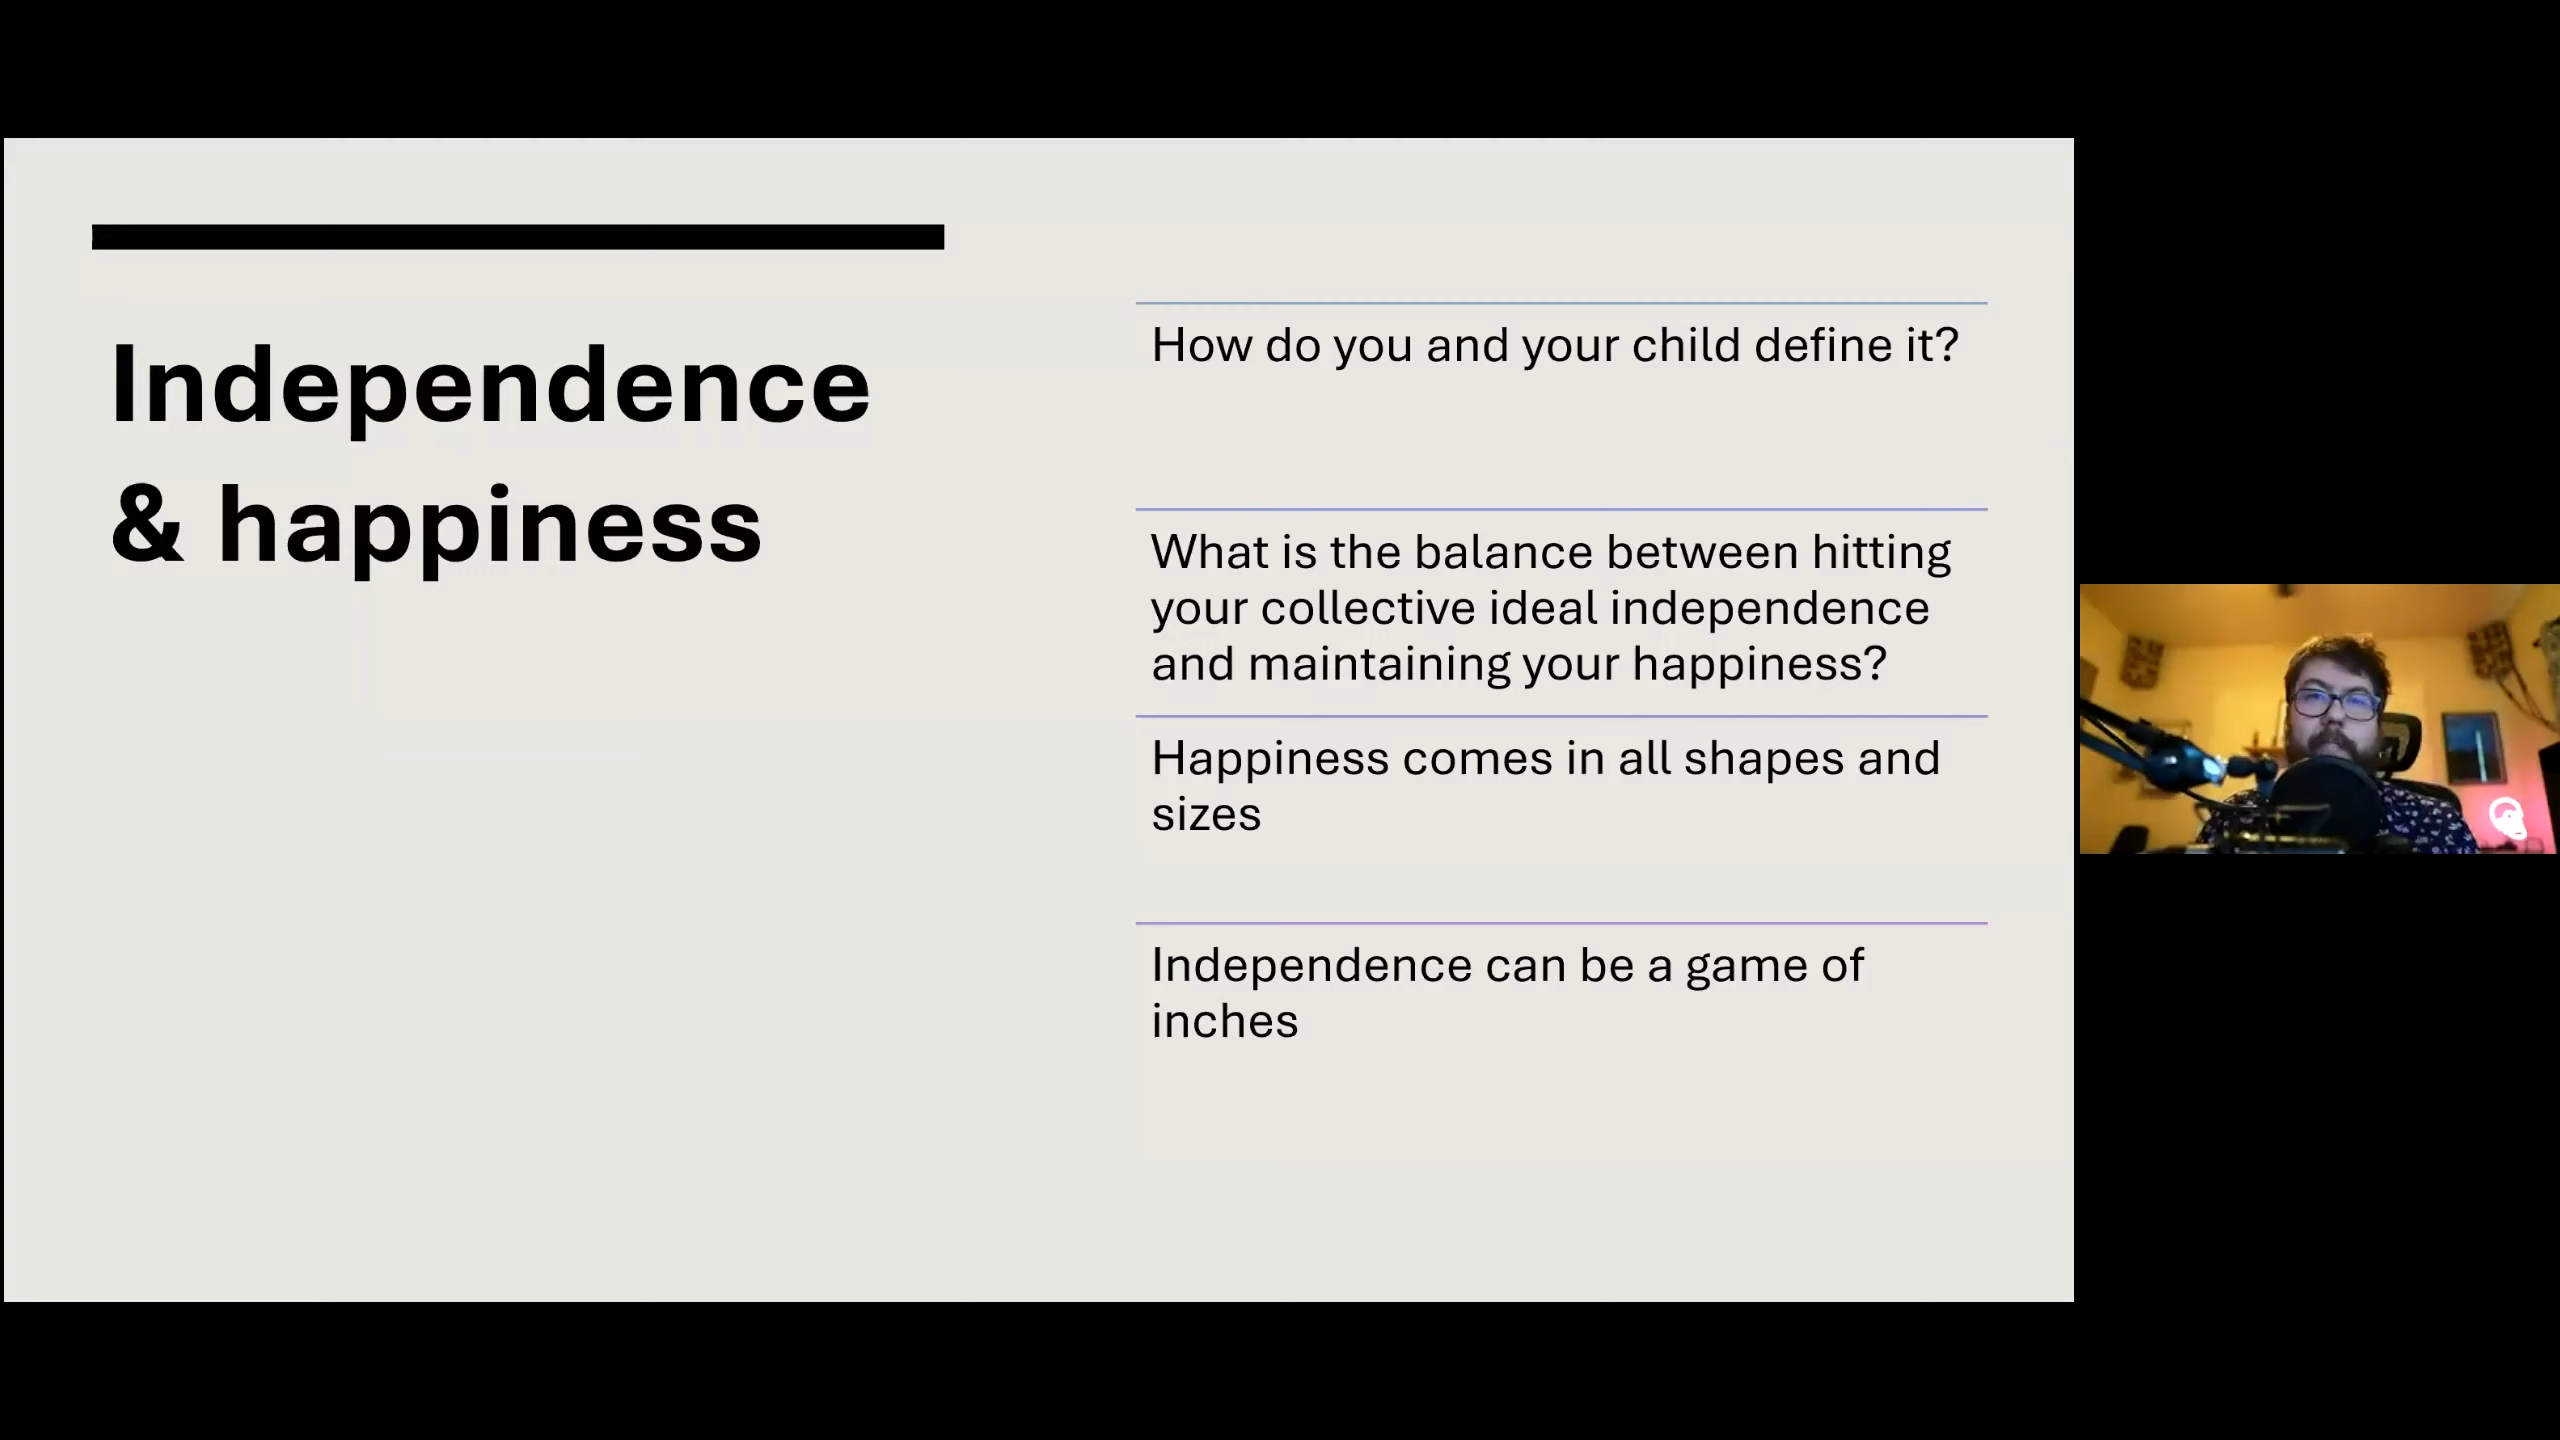 Independence
& happiness
How do you and your child define it?
What is the balance between hitting
your collective ideal independence
and maintaining your happiness?
Happiness comes in all shapes and
sizes
Independence can be a game of
inches